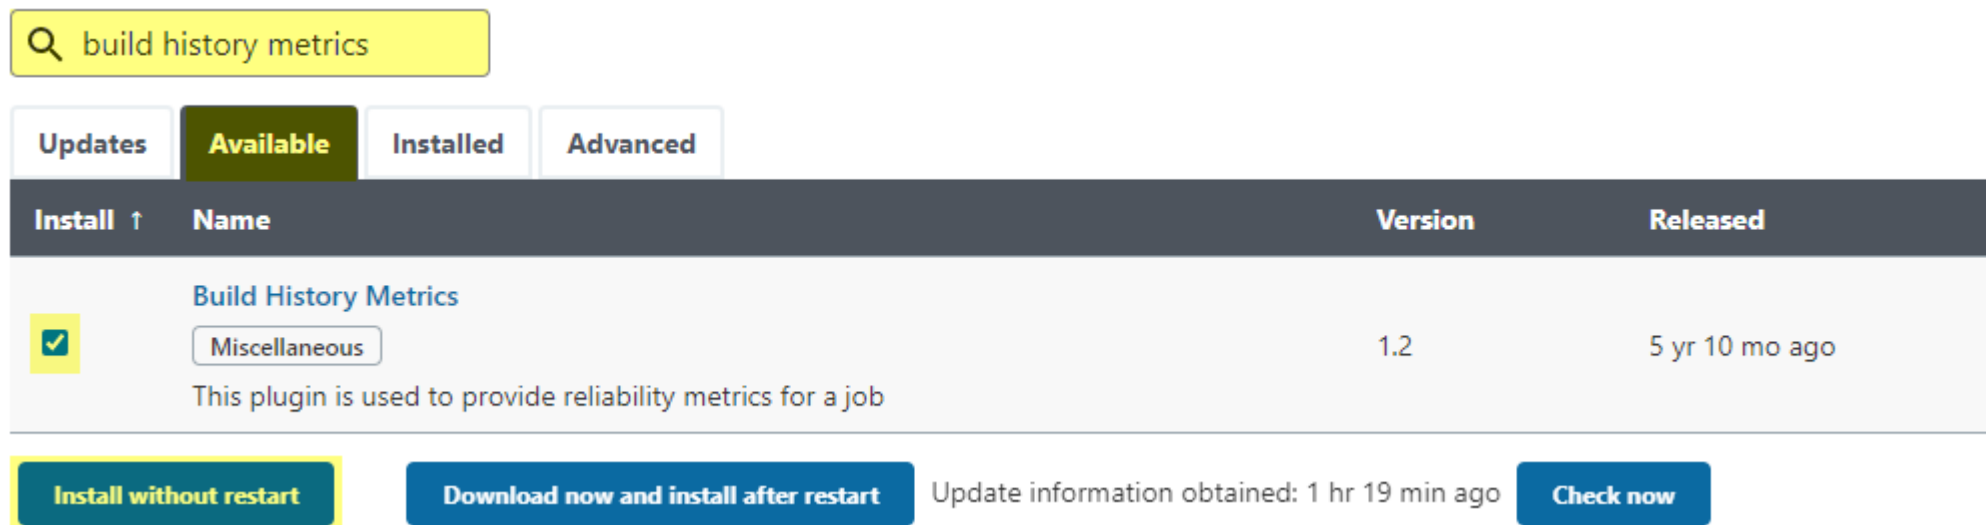 build history metrics
Updates Available Installed Advanced
Install ↑ Name Version Released
Build History Metrics
Miscellaneous
1.2 5 yr 10 mo ago
This plugin is used to provide reliability metrics for a job
Install without restart Download now and install after restart Update information obtained: 1 hr 19 min ago Check now